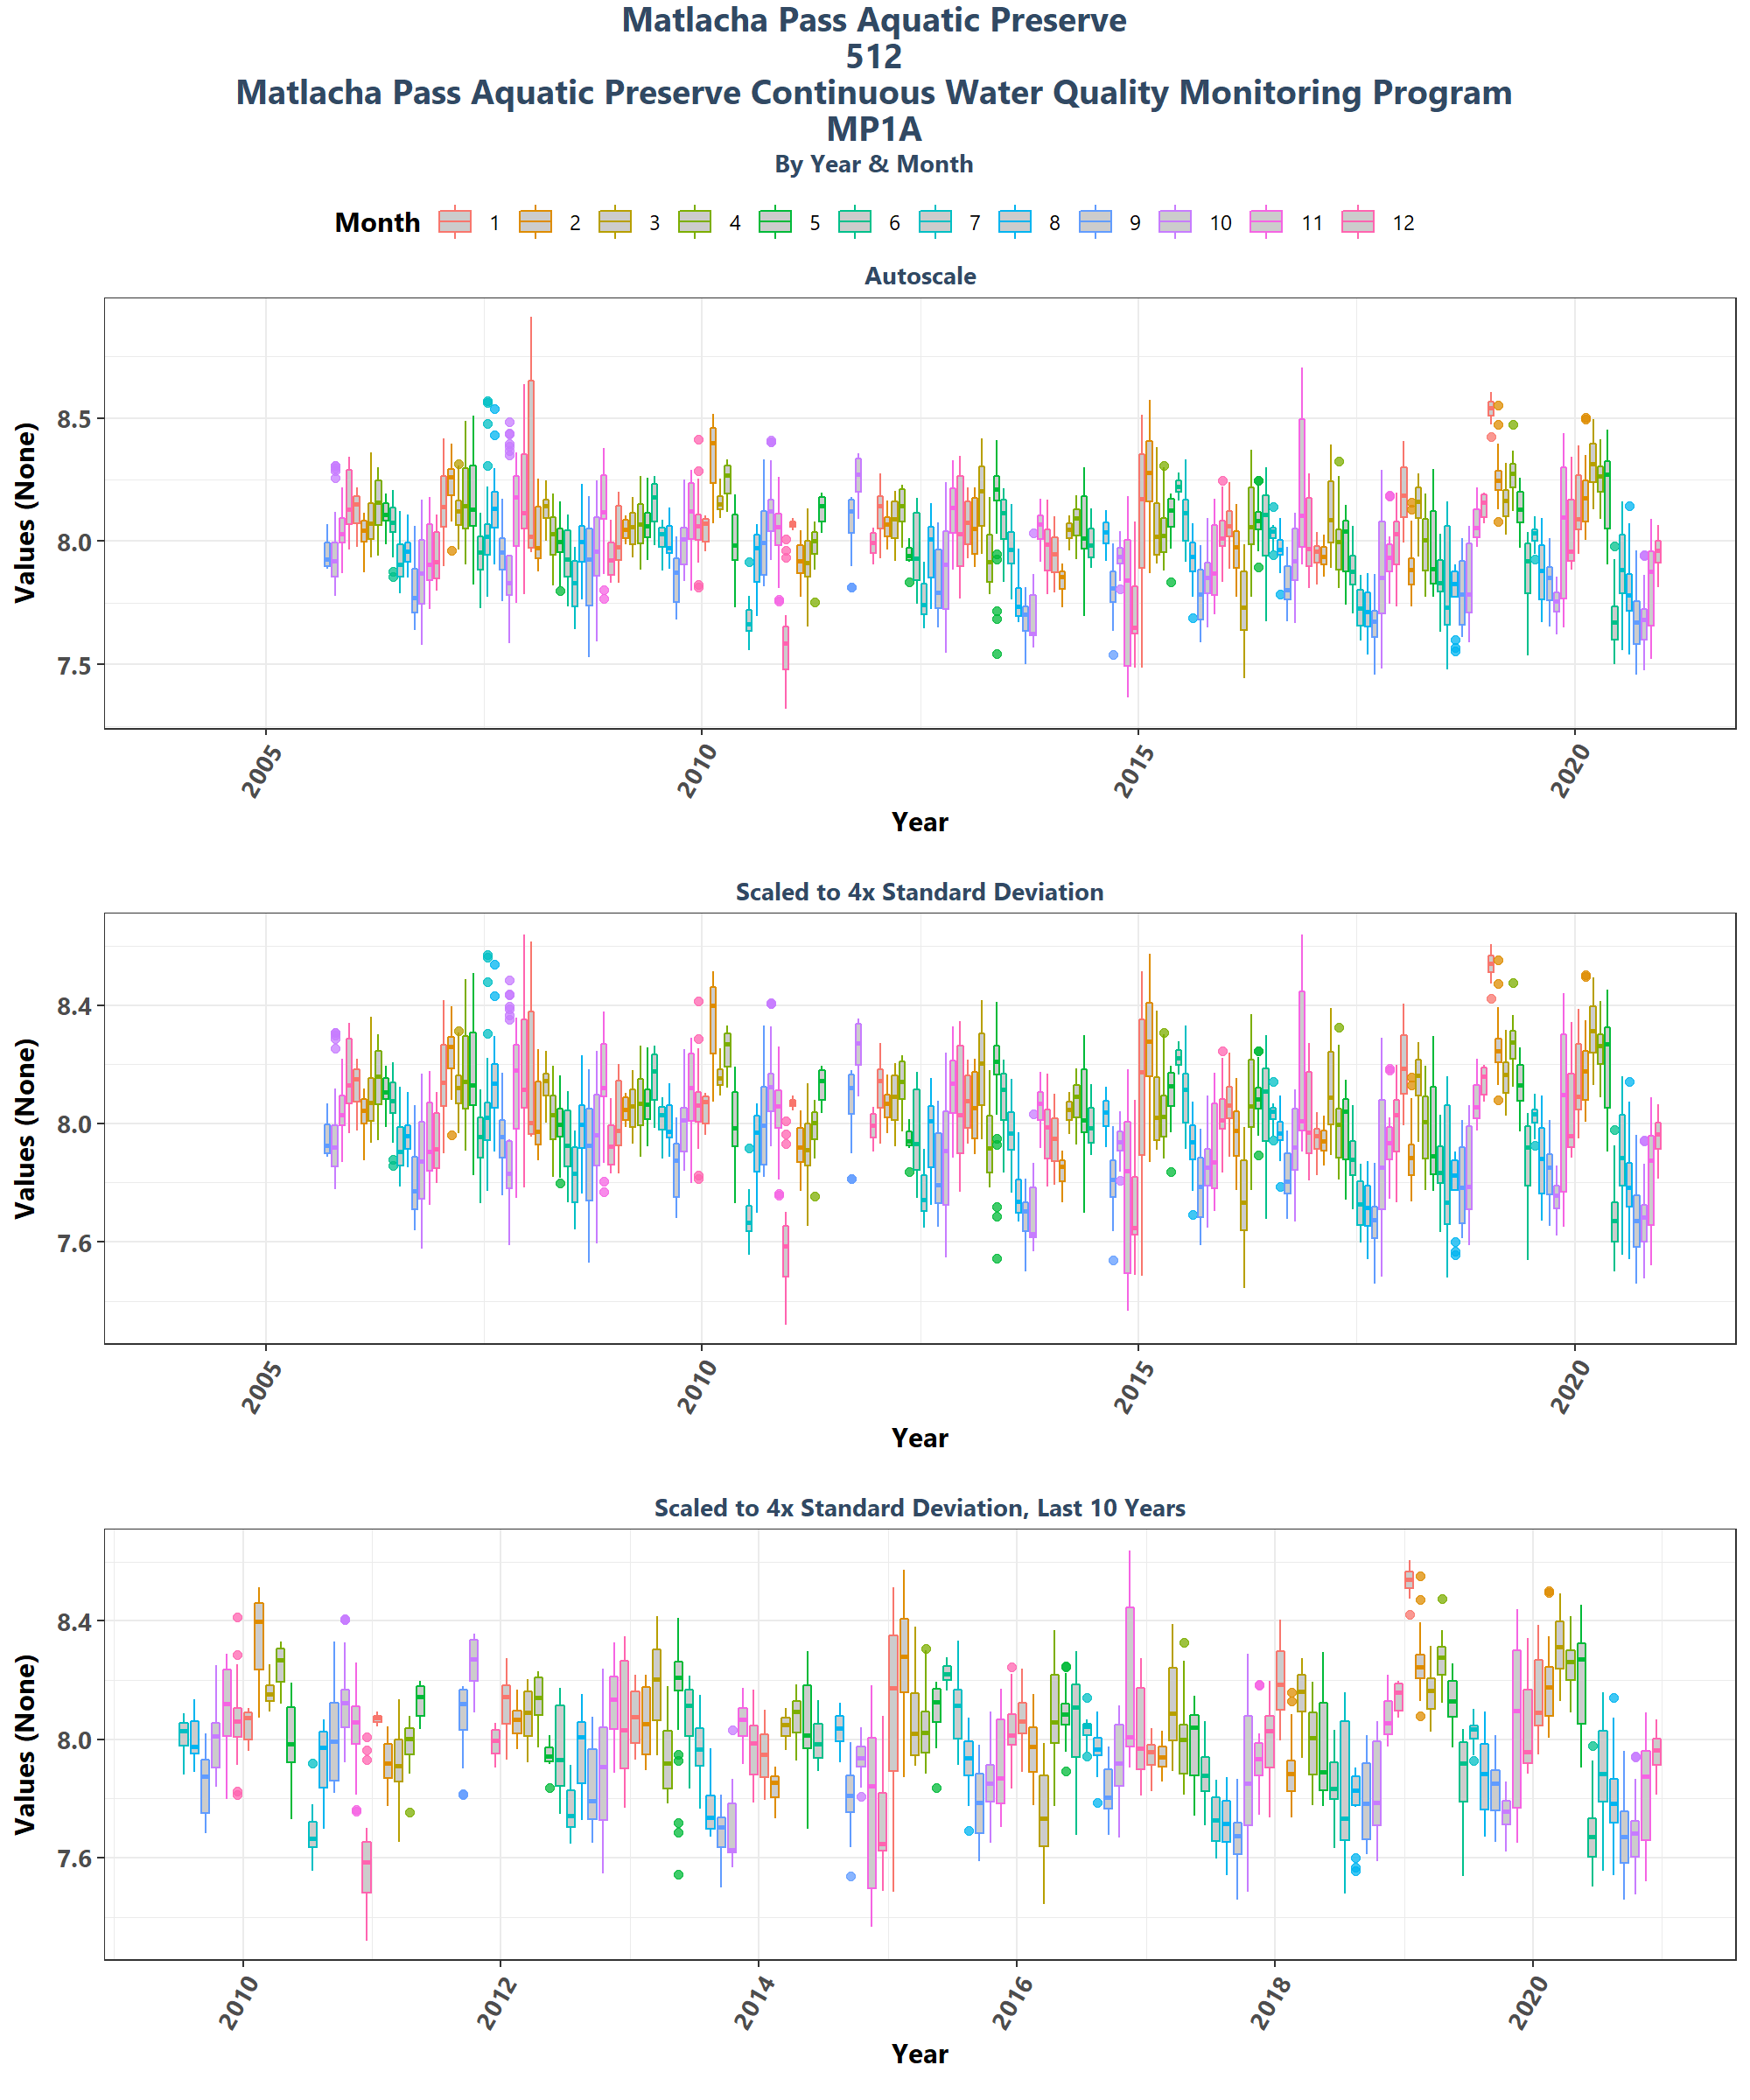 Matlacha Pass Aquatic Preserve
512
Matlacha Pass Aquatic Preserve Continuous Water Quality Monitoring Program
MP1A
By Year & Month
Month 1 2 3 4 5 6 7 8 9 10 11 12
Autoscale
Values (None)
8.5
8.0
7.5
2005 2010 2015 2020
Year
Scaled to 4x Standard Deviation
Values (None)
8.4
8.0
7.6
2005 2010 2015 2020
Year
Scaled to 4x Standard Deviation, Last 10 Years
Values (None)
8.4
8.0
7.6
2010 2012 2014 2016 2018 2020
Year